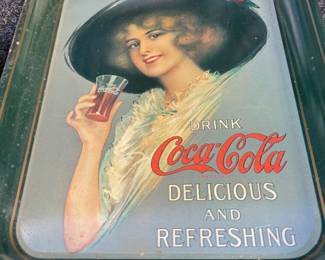 DRINK
Coca-Cola
DELICIOUS
AND
REFRESHING